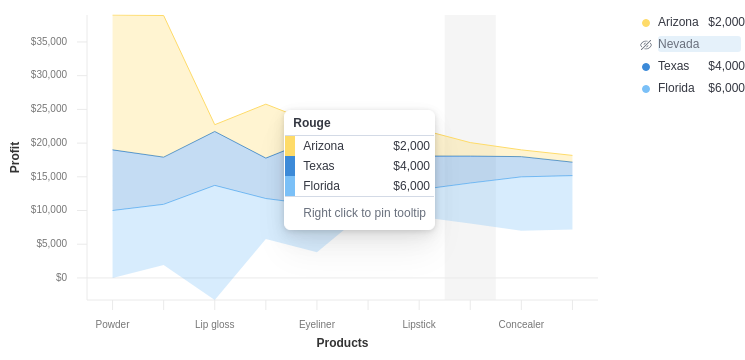 Arizona $2,000
Nevada
Texas $4,000
Florida $6,000
$35,000
$30,000
$25,000
$20,000
$15,000
$10,000
$5,000
$0
Profit
Rouge
Arizona $2,000
Texas $4,000
Florida $6,000
Right click to pin tooltip
Powder Lip gloss Eyeliner Lipstick Concealer
Products